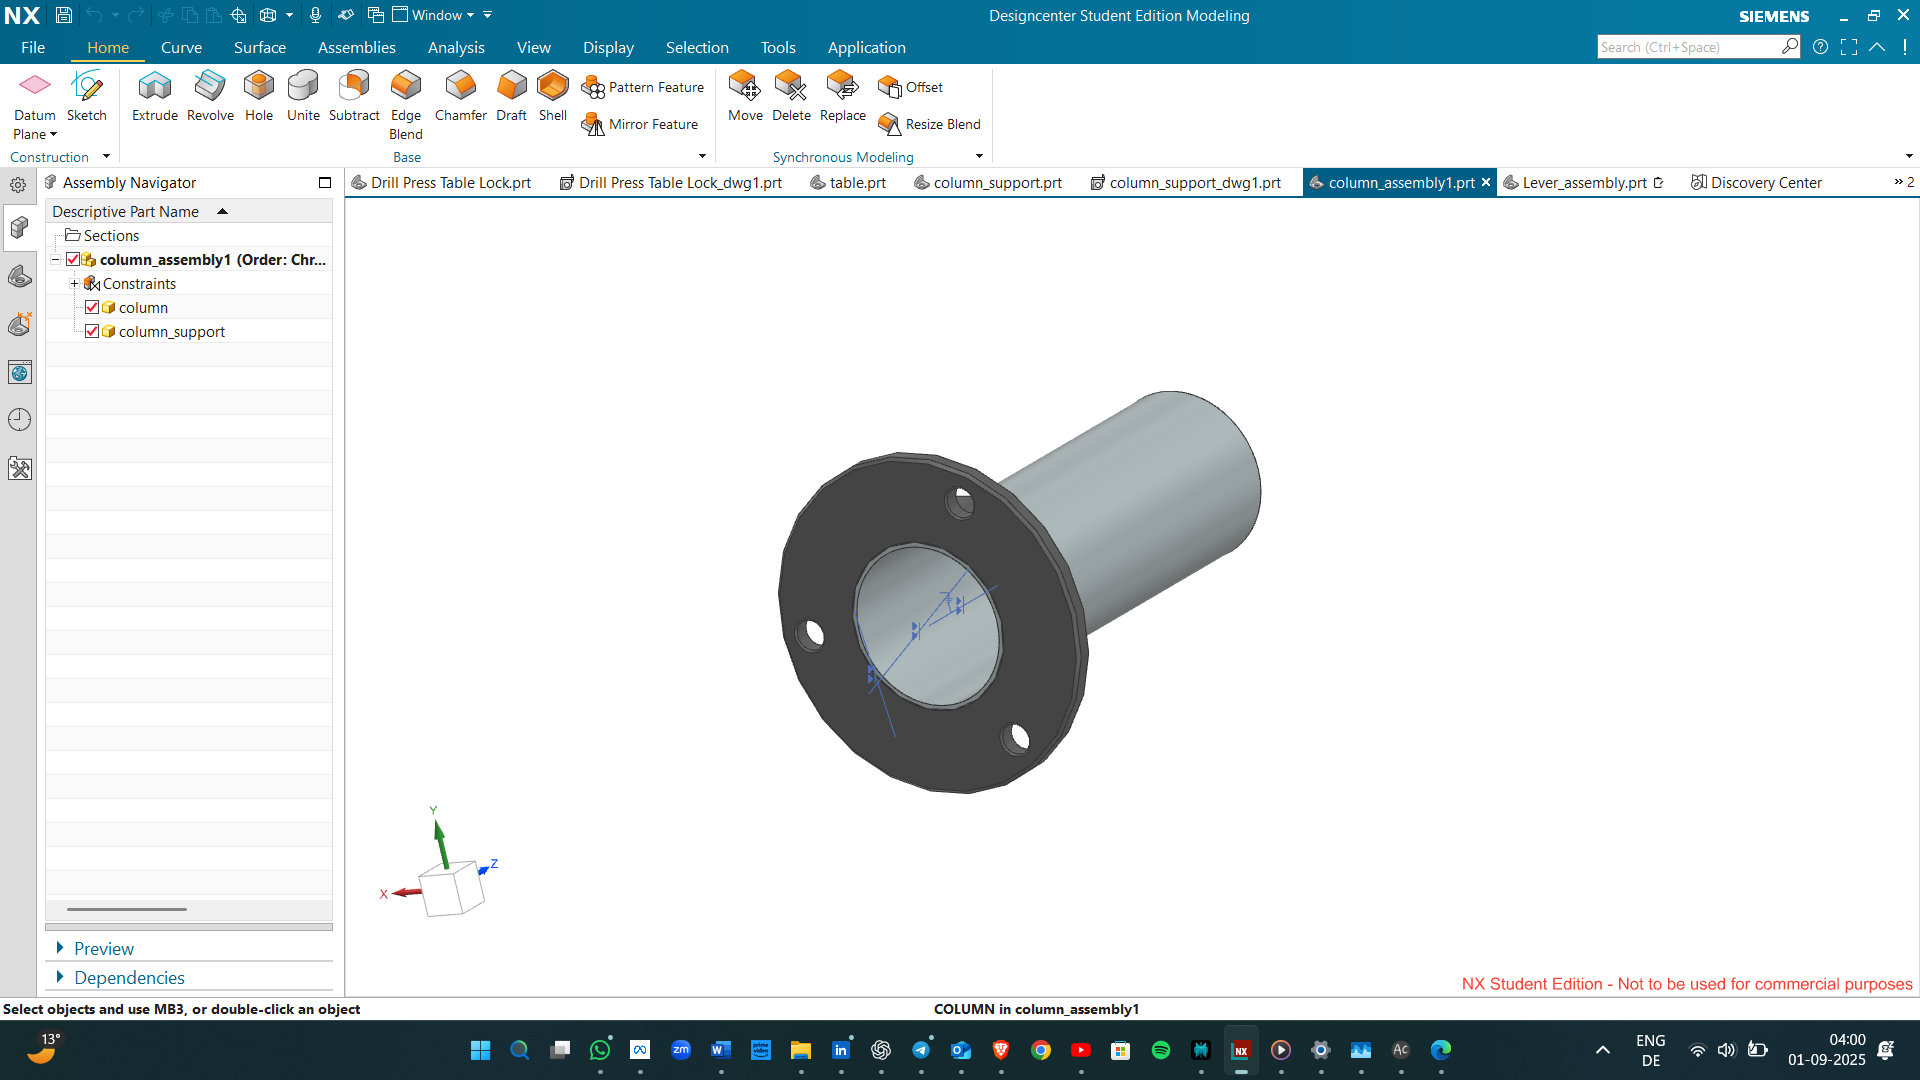 NX Window Designcenter Student Edition Modeling SIEMENS
File Home Curve Surface Assemblies Analysis View Display Selection Tools Application Search (Ctrl+Space)
Datum Plane Sketch Extrude Revolve Hole Unite Subtract Edge Blend Chamfer Draft Shell Pattern Feature Mirror Feature Move Delete Replace Offset Resize Blend
Construction Base Synchronous Modeling
Assembly Navigator
Drill Press Table Lock.prt Drill Press Table Lock_dwg1.prt table.prt column_support.prt column_support_dwg1.prt column_assembly1.prt Lever_assembly.prt Discovery Center 2
Descriptive Part Name
Sections
column_assembly1 (Order: Chr...
Constraints
column
column_support
Y
Z
X
Preview
Dependencies
NX Student Edition - Not to be used for commercial purposes
Select objects and use MB3, or double-click an object COLUMN in column_assembly1
13°
zm
W
prime video
in
NX
Ac
ENG
DE
04:00
01-09-2025